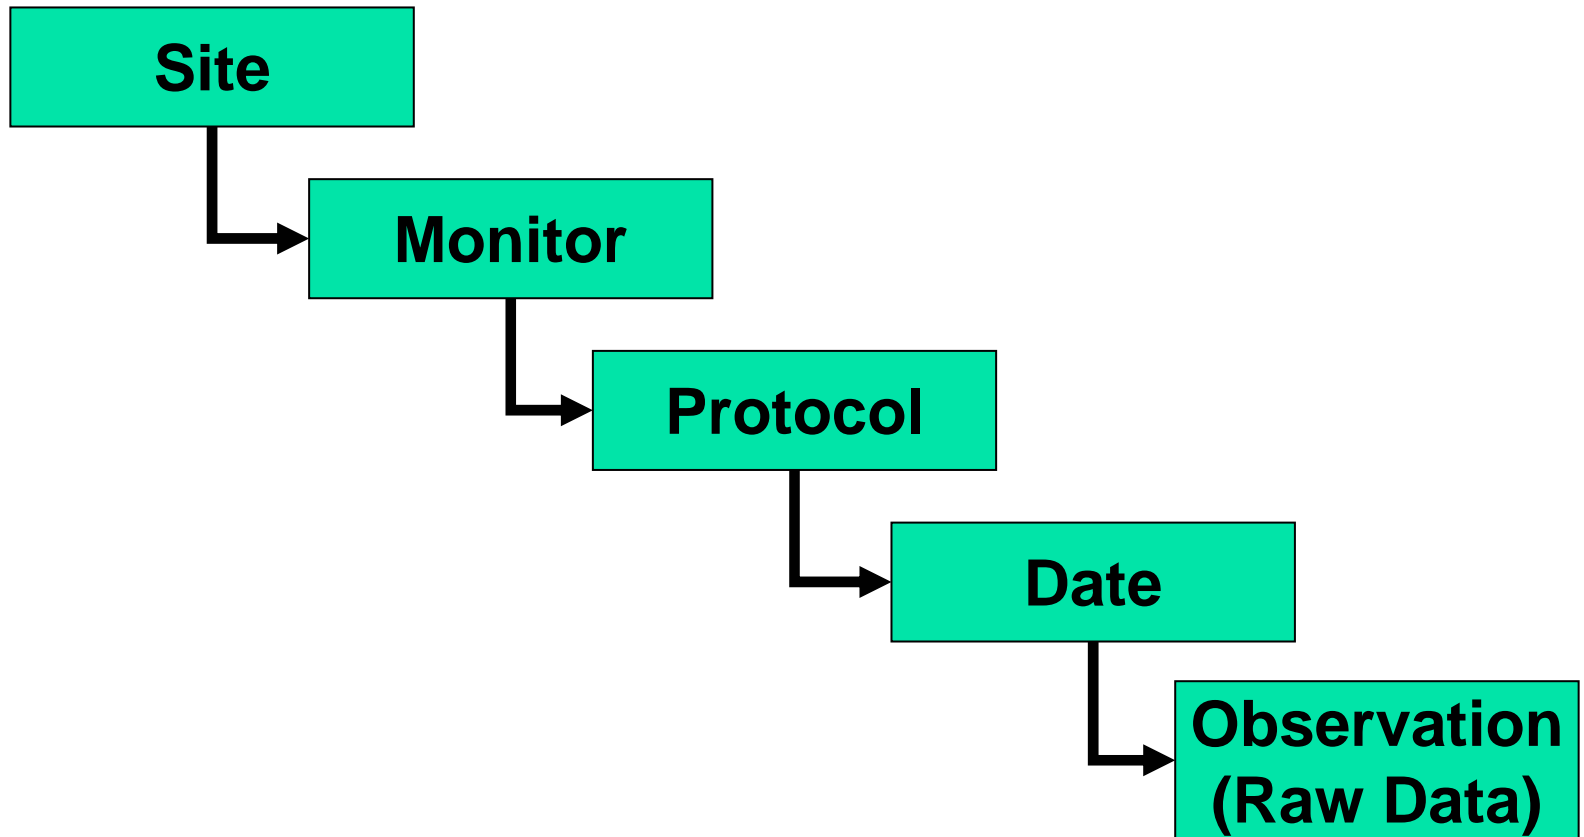 Site
Monitor
Protocol
Date
Observation
(Raw Data)